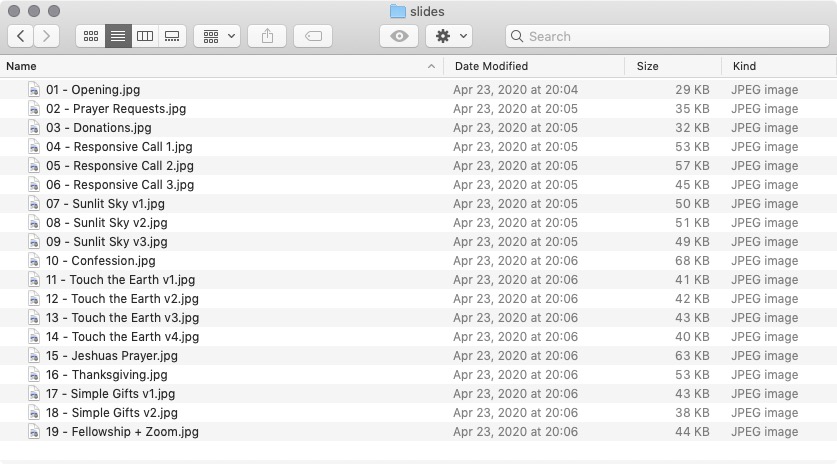 slides
Search
Name Date Modified Size Kind
01 - Opening.jpg Apr 23, 2020 at 20:04 29 KB JPEG image
02 - Prayer Requests.jpg Apr 23, 2020 at 20:05 35 KB JPEG image
03 - Donations.jpg Apr 23, 2020 at 20:05 32 KB JPEG image
04 - Responsive Call 1.jpg Apr 23, 2020 at 20:05 53 KB JPEG image
05 - Responsive Call 2.jpg Apr 23, 2020 at 20:05 57 KB JPEG image
06 - Responsive Call 3.jpg Apr 23, 2020 at 20:05 45 KB JPEG image
07 - Sunlit Sky v1.jpg Apr 23, 2020 at 20:05 50 KB JPEG image
08 - Sunlit Sky v2.jpg Apr 23, 2020 at 20:05 51 KB JPEG image
09 - Sunlit Sky v3.jpg Apr 23, 2020 at 20:05 49 KB JPEG image
10 - Confession.jpg Apr 23, 2020 at 20:06 68 KB JPEG image
11 - Touch the Earth v1.jpg Apr 23, 2020 at 20:06 41 KB JPEG image
12 - Touch the Earth v2.jpg Apr 23, 2020 at 20:06 42 KB JPEG image
13 - Touch the Earth v3.jpg Apr 23, 2020 at 20:06 43 KB JPEG image
14 - Touch the Earth v4.jpg Apr 23, 2020 at 20:06 40 KB JPEG image
15 - Jeshuas Prayer.jpg Apr 23, 2020 at 20:06 63 KB JPEG image
16 - Thanksgiving.jpg Apr 23, 2020 at 20:06 53 KB JPEG image
17 - Simple Gifts v1.jpg Apr 23, 2020 at 20:06 43 KB JPEG image
18 - Simple Gifts v2.jpg Apr 23, 2020 at 20:06 38 KB JPEG image
19 - Fellowship + Zoom.jpg Apr 23, 2020 at 20:06 44 KB JPEG image